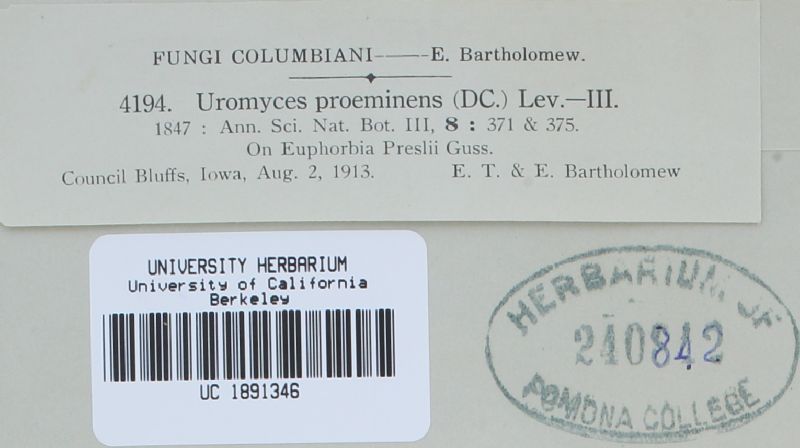 FUNGI COLUMBIANI——E. Bartholomew.
4194. Uromyces proeminens (DC.) Lev.—III.
1847 : Ann. Sci. Nat. Bot. III, 8 : 371 & 375.
On Euphorbia Preslii Guss.
Council Bluffs, Iowa, Aug. 2, 1913. E. T. & E. Bartholomew
UNIVERSITY HERBARIUM
University of California
Berkeley
UC 1891346
HERBARIUM OF
240842
POMONA COLLEGE